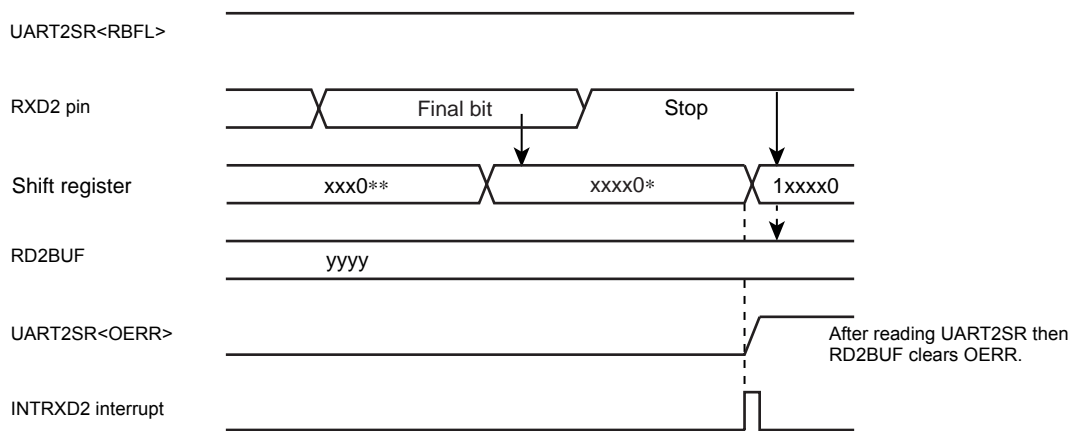 UART2SR<RBFL>
RXD2 pin
Final bit
Stop
Shift register
xxx0**
xxxx0*
1xxxx0
RD2BUF
yyyy
UART2SR<OERR>
After reading UART2SR then
RD2BUF clears OERR.
INTRXD2 interrupt